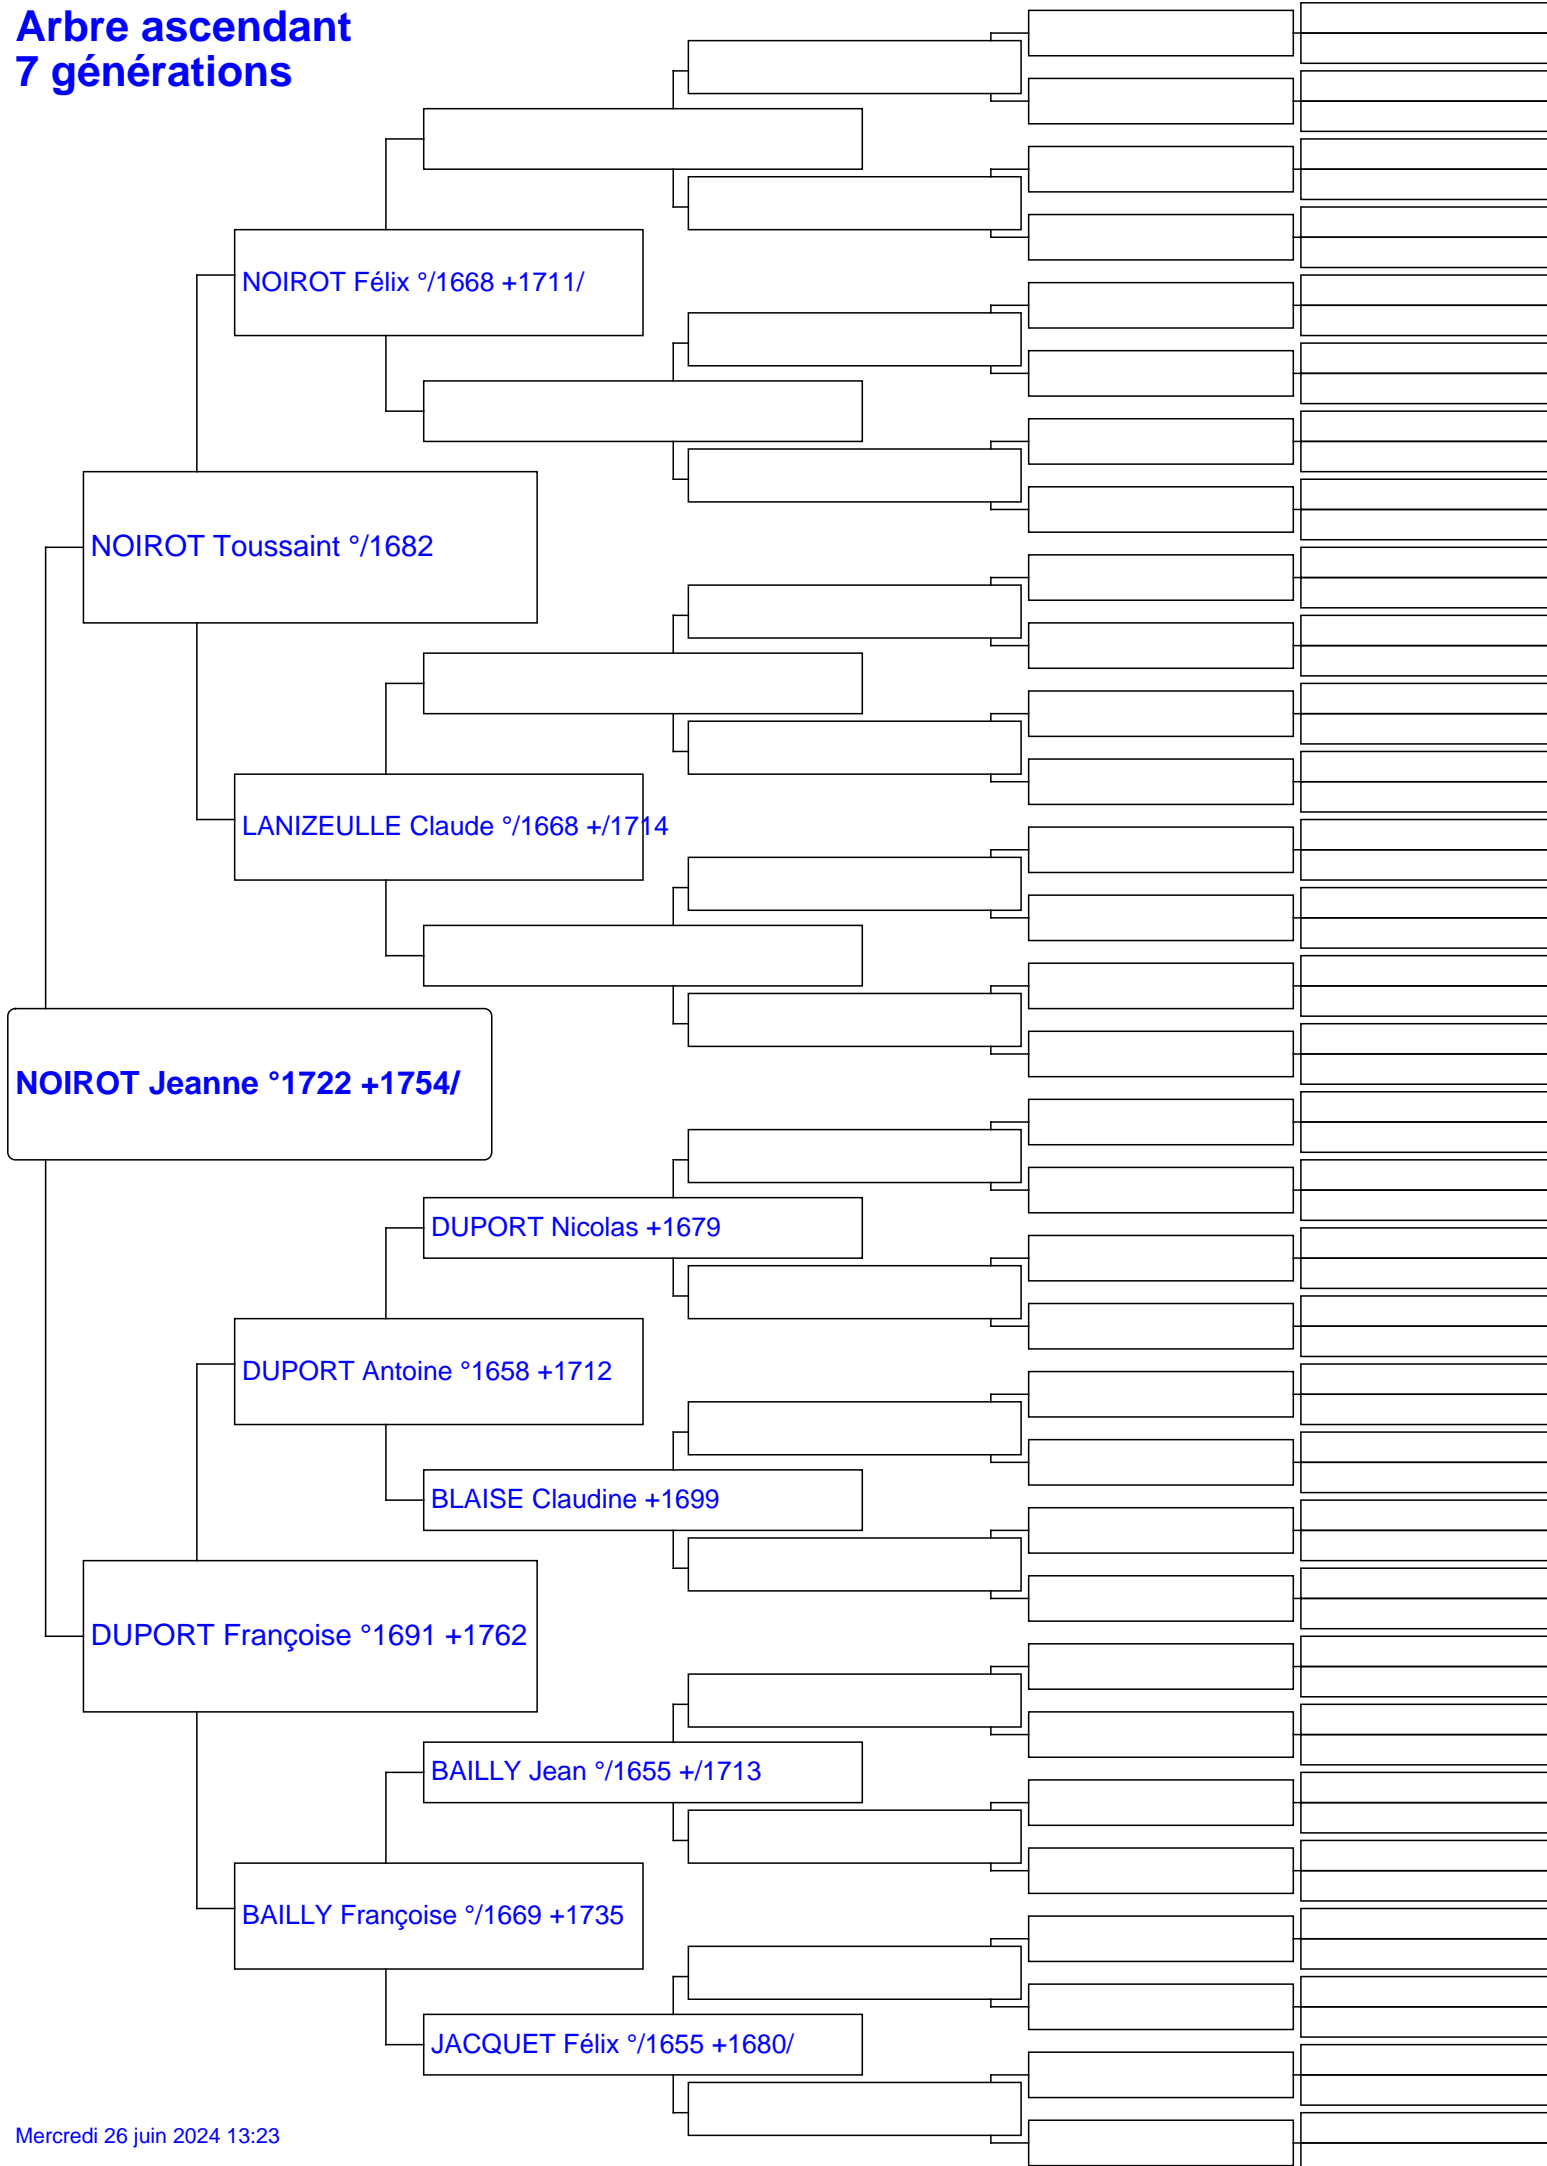 Arbre ascendant
7 générations
NOIROT Félix °/1668 +1711/
NOIROT Toussaint °/1682
LANIZEULLE Claude °/1668 +/1714
NOIROT Jeanne °1722 +1754/
DUPORT Nicolas +1679
DUPORT Antoine °1658 +1712
BLAISE Claudine +1699
DUPORT Françoise °1691 +1762
BAILLY Jean °/1655 +/1713
BAILLY Françoise °/1669 +1735
JACQUET Félix °/1655 +1680/
Mercredi 26 juin 2024 13:23